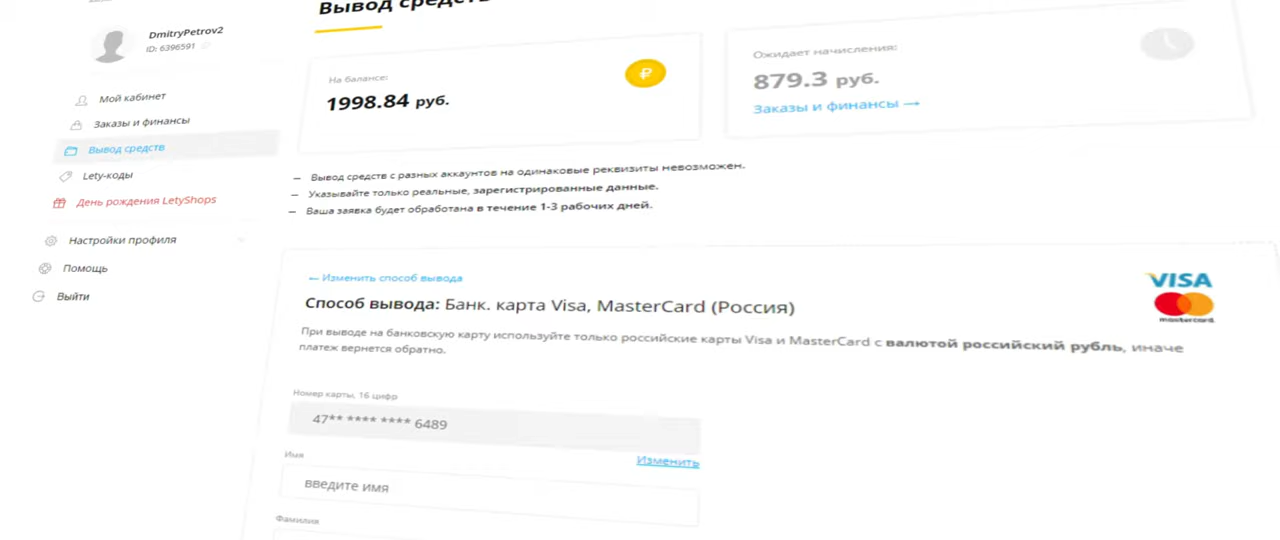 Вывод средств
DmitryPetrov2
ID: 6396591
Мой кабинет
Заказы и финансы
Вывод средств
Lety-коды
День рождения LetyShops
Настройки профиля
Помощь
Выйти
На балансе:
₽
1998.84 руб.
Ожидает начисления:
879.3 руб.
Заказы и финансы →
— Вывод средств с разных аккаунтов на одинаковые реквизиты невозможен.
— Указывайте только реальные, зарегистрированные данные.
— Ваша заявка будет обработана в течение 1-3 рабочих дней.
← Изменить способ вывода
VISA
mastercard
Способ вывода: Банк. карта Visa, MasterCard (Россия)
При выводе на банковскую карту используйте только российские карты Visa и MasterCard с валютой российский рубль, иначе
платеж вернется обратно.
Номер карты, 16 цифр
47** **** **** 6489
Изменить
Имя
введите имя
Фамилия